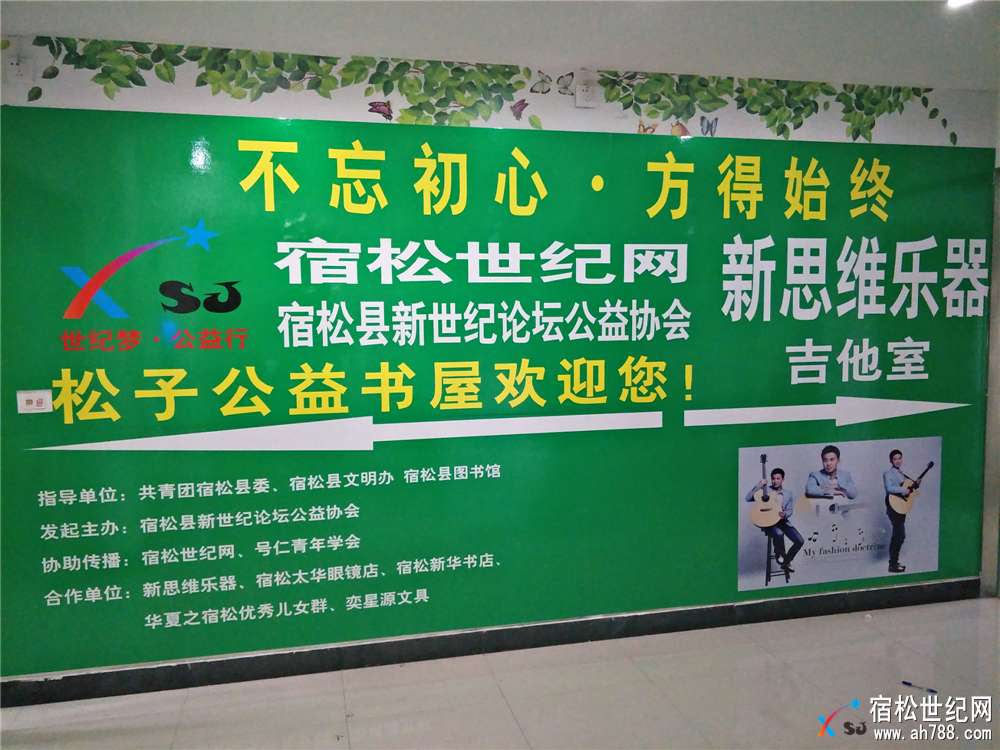 不忘初心·方得始终
SJ
世纪梦·公益行
宿松世纪网
宿松县新世纪论坛公益协会
新思维乐器
吉他室
松子公益书屋欢迎您!
指导单位：共青团宿松县委、宿松县文明办 宿松县图书馆
发起主办：宿松县新世纪论坛公益协会
协助传播：宿松世纪网、号仁青年学会
合作单位：新思维乐器、宿松太华眼镜店、宿松新华书店、
华夏之宿松优秀儿女群、奕星源文具
My fashion doctrine
SJ 宿松世纪网
www.ah788.com